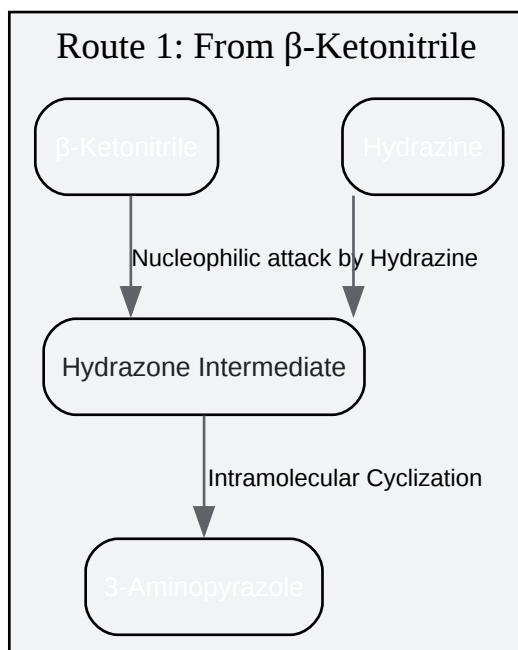 Route 1: From β-Ketonitrile
β-Ketonitrile
Hydrazine
Nucleophilic attack by Hydrazine
Hydrazone Intermediate
Intramolecular Cyclization
3-Aminopyrazole